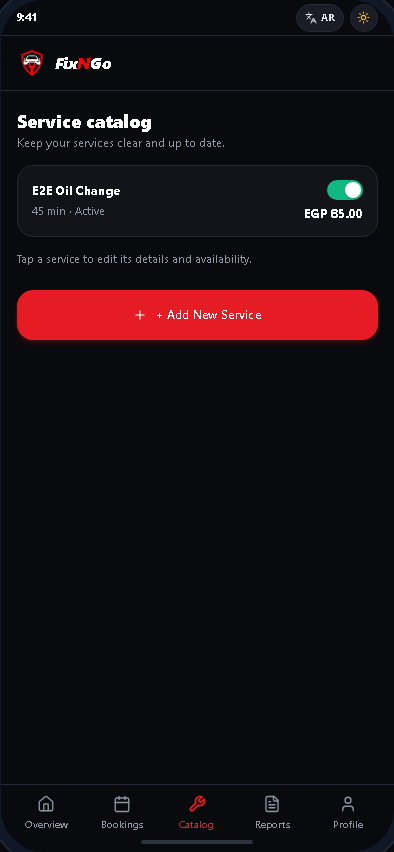 9:41
AR
FixNGo
Service catalog
Keep your services clear and up to date.
E2E Oil Change
45 min · Active
EGP 85.00
Tap a service to edit its details and availability.
+ Add New Service
Overview
Bookings
Catalog
Reports
Profile